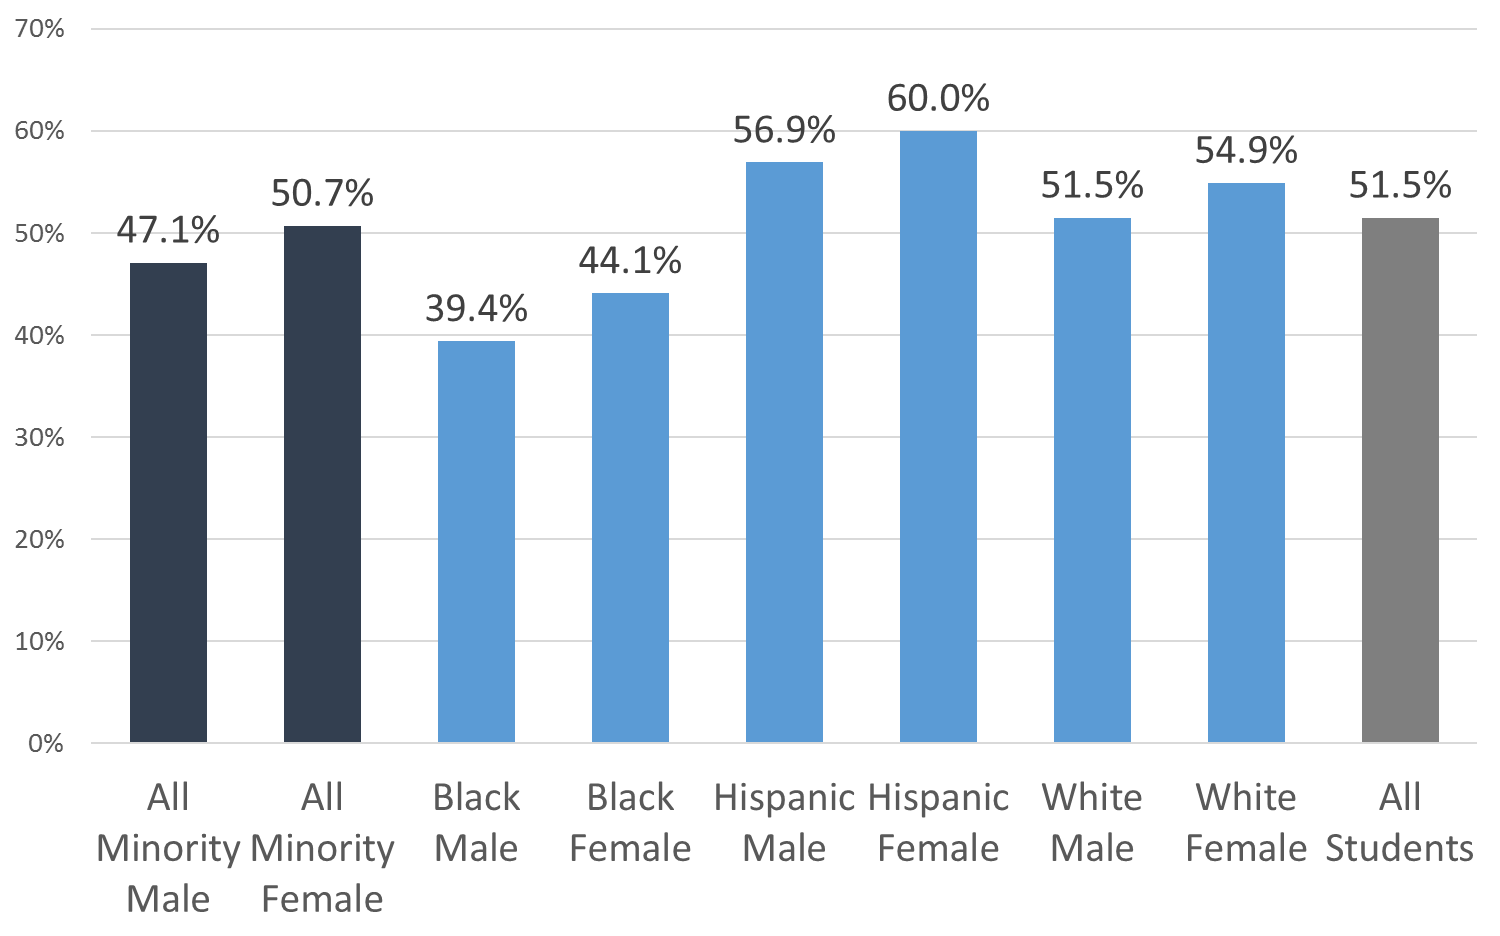 70%
60%
50%
40%
30%
20%
10%
0%
47.1%
50.7%
39.4%
44.1%
56.9%
60.0%
51.5%
54.9%
51.5%
All
Minority
Male
All
Minority
Female
Black
Male
Black
Female
Hispanic
Male
Hispanic
Female
White
Male
White
Female
All
Students